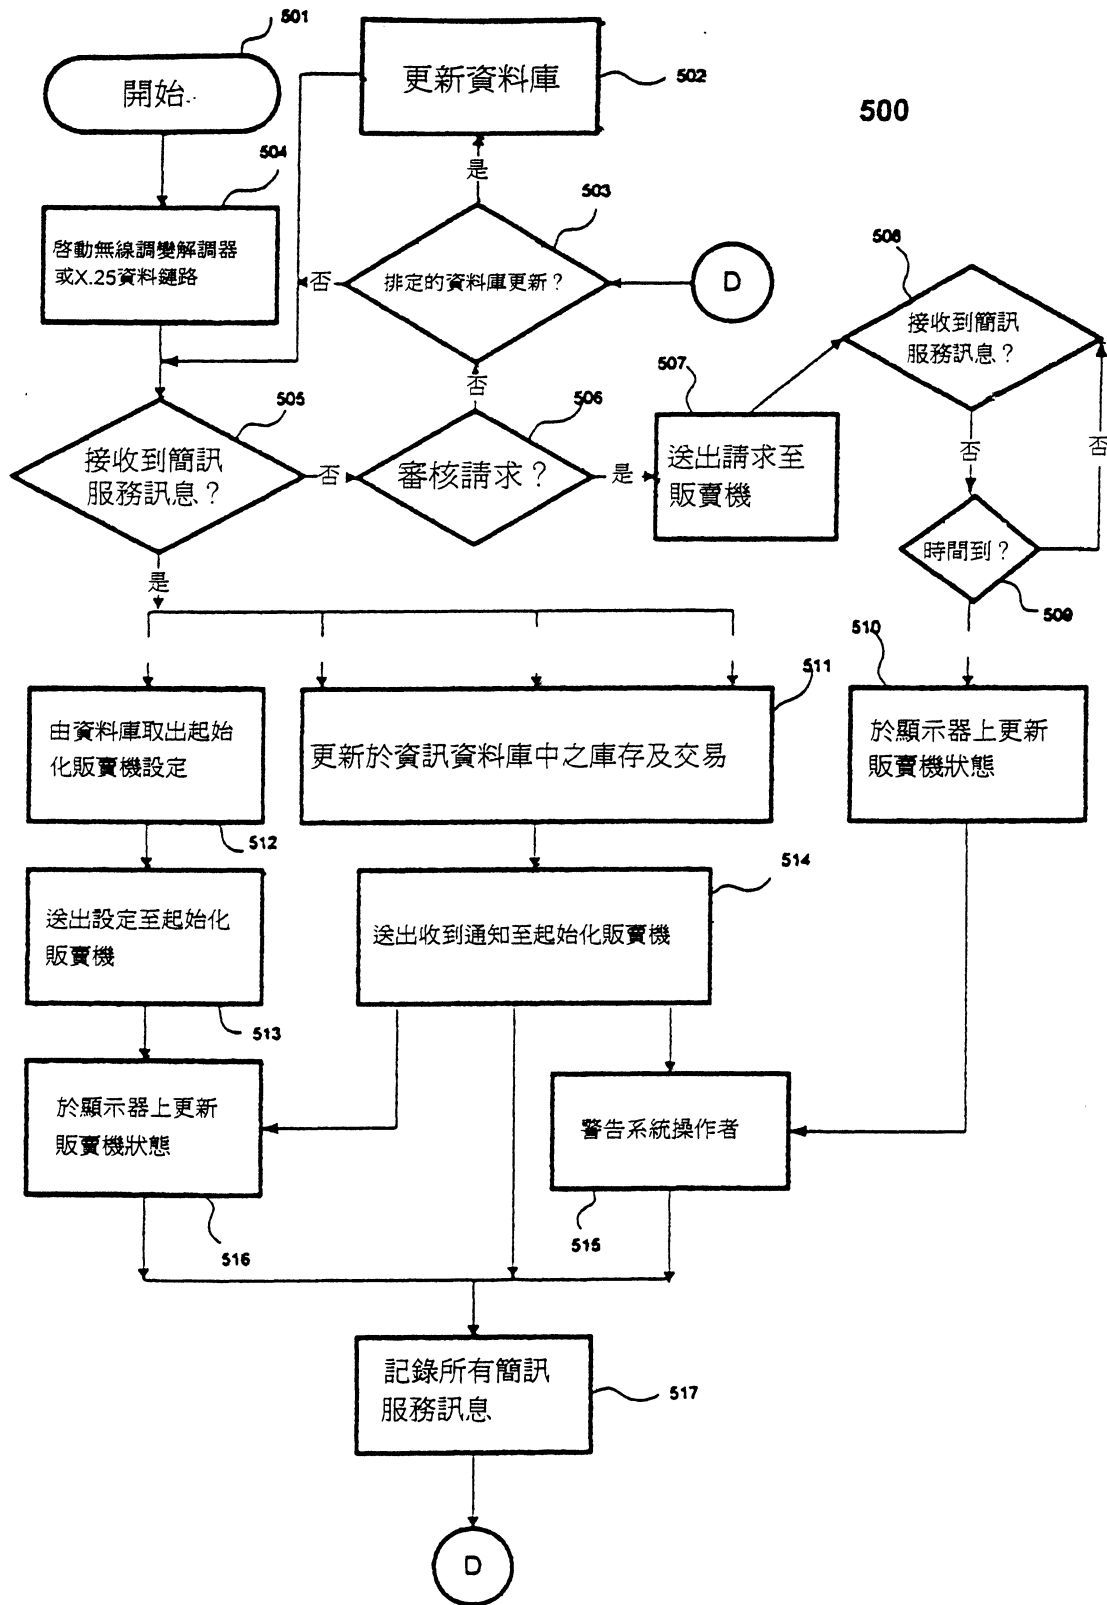 501
開始
更新資料庫
502
500
504
是
503
啓動無線調變解調器
或X.25資料鏈路
否
排定的資料庫更新？
D
508
接收到簡訊
服務訊息？
507
否
505
506
接收到簡訊
服務訊息？
否
審核請求？
是
送出請求至
販賣機
否
否
時間到？
509
是
510
511
由資料庫取出起始
化販賣機設定
更新於資訊資料庫中之庫存及交易
於顯示器上更新
販賣機狀態
512
514
送出設定至起始化
販賣機
送出收到通知至起始化販賣機
513
於顯示器上更新
販賣機狀態
警告系統操作者
516
515
記錄所有簡訊
服務訊息
517
D